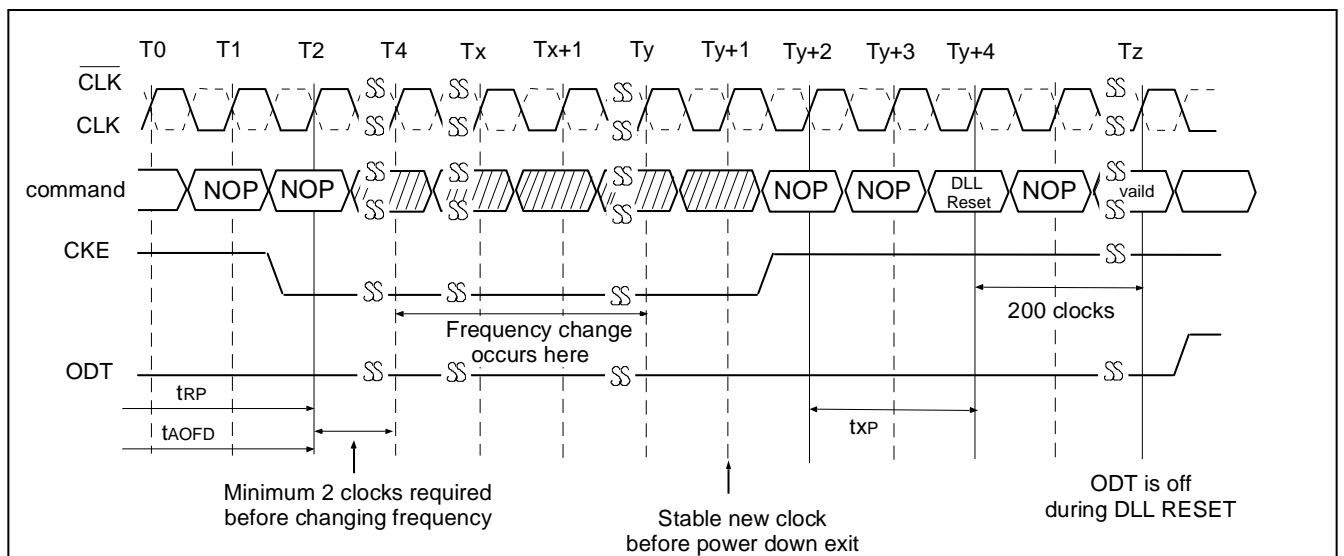 T0 T1 T2 T4 Tx Tx+1 Ty Ty+1 Ty+2 Ty+3 Ty+4 Tz
CLK
CLK
command
NOP NOP NOP NOP DLL Reset NOP vaild
CKE
200 clocks
Frequency change
occurs here
ODT
tRP
tAOFD
tXP
Minimum 2 clocks required
before changing frequency
Stable new clock
before power down exit
ODT is off
during DLL RESET